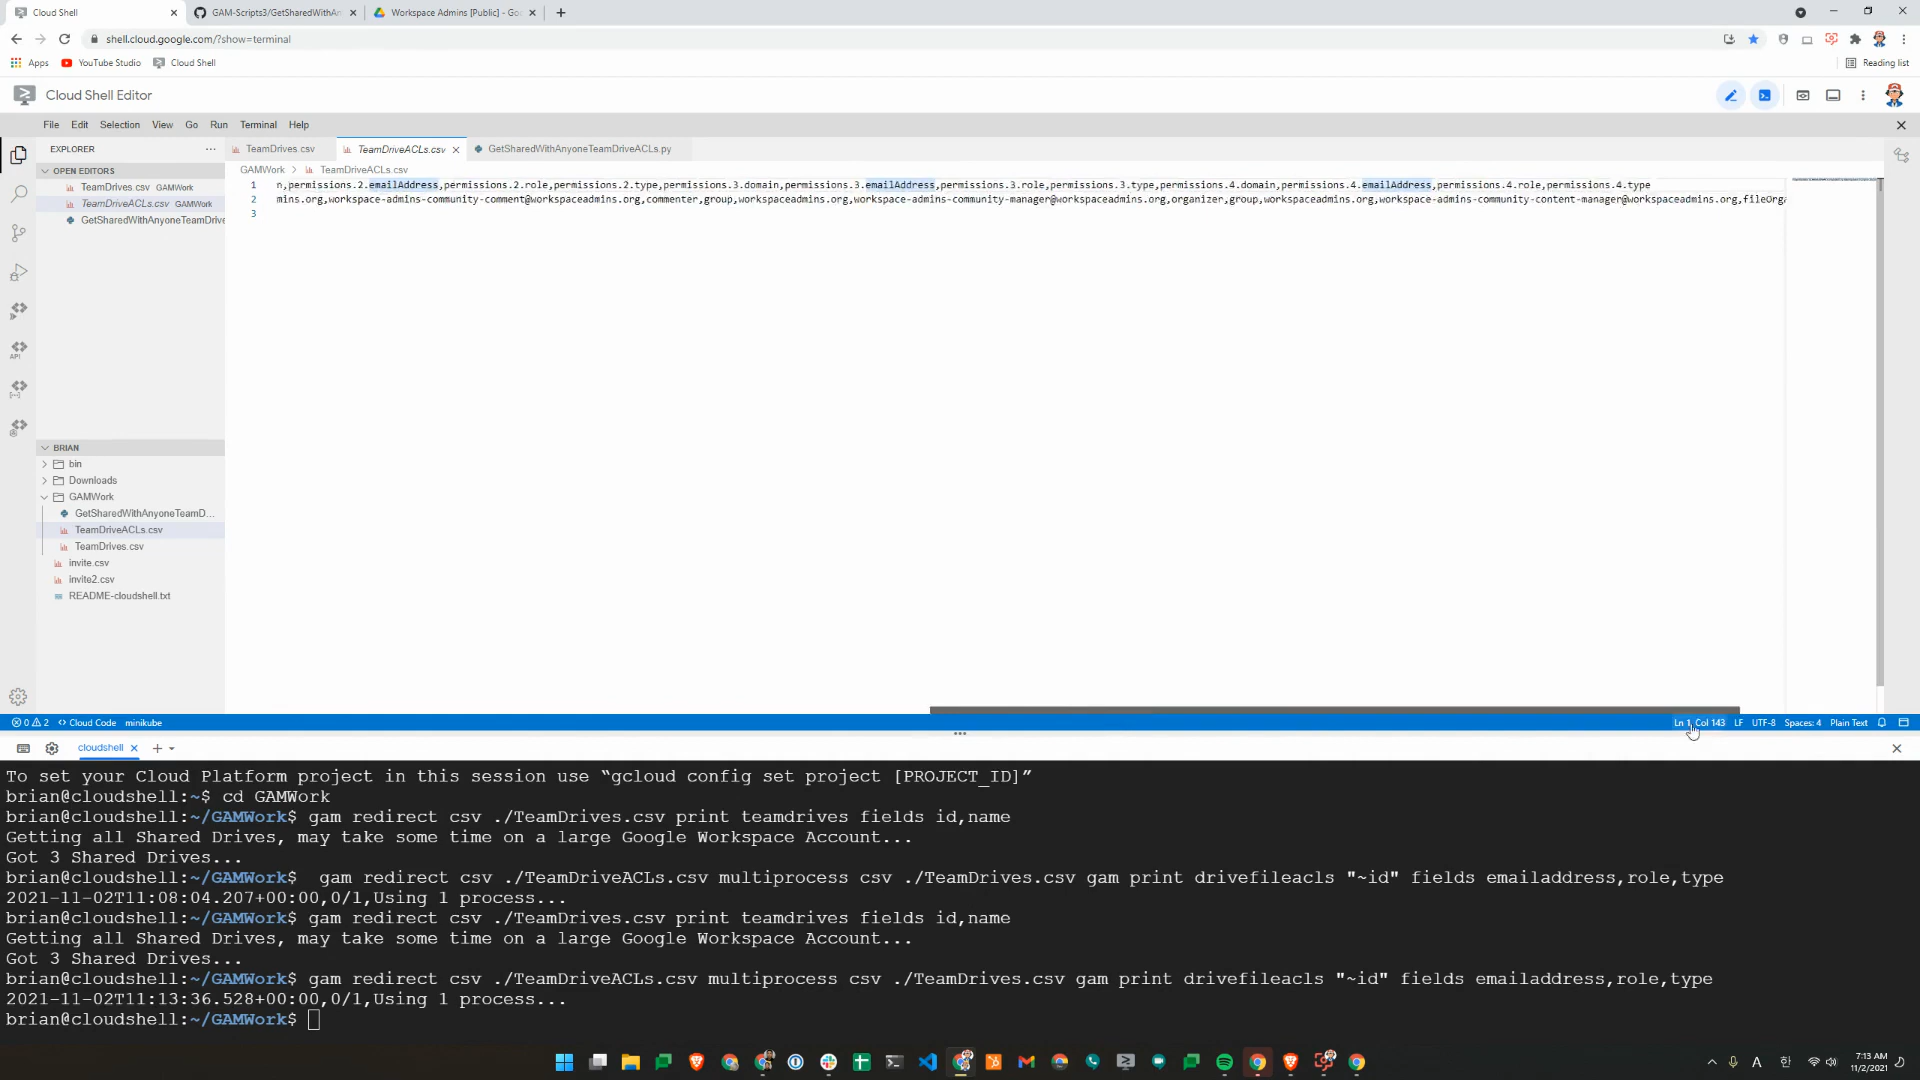 Cloud Shell
GAM-Scripts3/GetSharedWithAn
Workspace Admins [Public] - Go
shell.cloud.google.com/?show=terminal
Apps
YouTube Studio
Cloud Shell
Reading list
Cloud Shell Editor
File Edit Selection View Go Run Terminal Help
EXPLORER
TeamDrives.csv
TeamDriveACLs.csv
GetSharedWithAnyoneTeamDriveACLs.py
OPEN EDITORS
GAMWork > TeamDriveACLs.csv
TeamDrives.csv GAMWork
TeamDriveACLs.csv GAMWork
GetSharedWithAnyoneTeamDrive
1 n,permissions.2.emailAddress,permissions.2.role,permissions.2.type,permissions.3.domain,permissions.3.emailAddress,permissions.3.role,permissions.3.type,permissions.4.domain,permissions.4.emailAddress,permissions.4.role,permissions.4.type
2 mins.org,workspace-admins-community-comment@workspaceadmins.org,commenter,group,workspaceadmins.org,workspace-admins-community-manager@workspaceadmins.org,organizer,group,workspaceadmins.org,workspace-admins-community-content-manager@workspaceadmins.org,fileOrga
3
API
BRIAN
bin
Downloads
GAMWork
GetSharedWithAnyoneTeamD...
TeamDriveACLs.csv
TeamDrives.csv
invite.csv
invite2.csv
README-cloudshell.txt
0 2 Cloud Code minikube
Ln 1, Col 143 LF UTF-8 Spaces: 4 Plain Text
cloudshell
To set your Cloud Platform project in this session use “gcloud config set project [PROJECT_ID]”
brian@cloudshell:~$ cd GAMWork
brian@cloudshell:~/GAMWork$ gam redirect csv ./TeamDrives.csv print teamdrives fields id,name
Getting all Shared Drives, may take some time on a large Google Workspace Account...
Got 3 Shared Drives...
brian@cloudshell:~/GAMWork$  gam redirect csv ./TeamDriveACLs.csv multiprocess csv ./TeamDrives.csv gam print drivefileacls "~id" fields emailaddress,role,type
2021-11-02T11:08:04.207+00:00,0/1,Using 1 process...
brian@cloudshell:~/GAMWork$ gam redirect csv ./TeamDrives.csv print teamdrives fields id,name
Getting all Shared Drives, may take some time on a large Google Workspace Account...
Got 3 Shared Drives...
brian@cloudshell:~/GAMWork$ gam redirect csv ./TeamDriveACLs.csv multiprocess csv ./TeamDrives.csv gam print drivefileacls "~id" fields emailaddress,role,type
2021-11-02T11:13:36.528+00:00,0/1,Using 1 process...
brian@cloudshell:~/GAMWork$
A 한
7:13 AM
11/2/2021